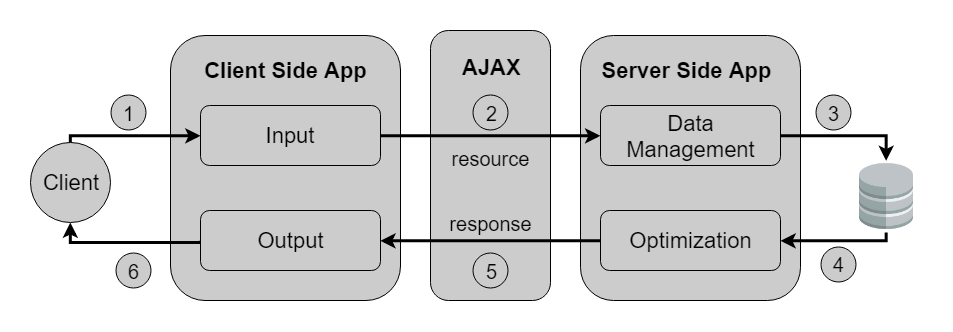 Client Side App
AJAX
Server Side App
1
2
3
Input
Data
Management
resource
Client
response
Output
Optimization
6
5
4